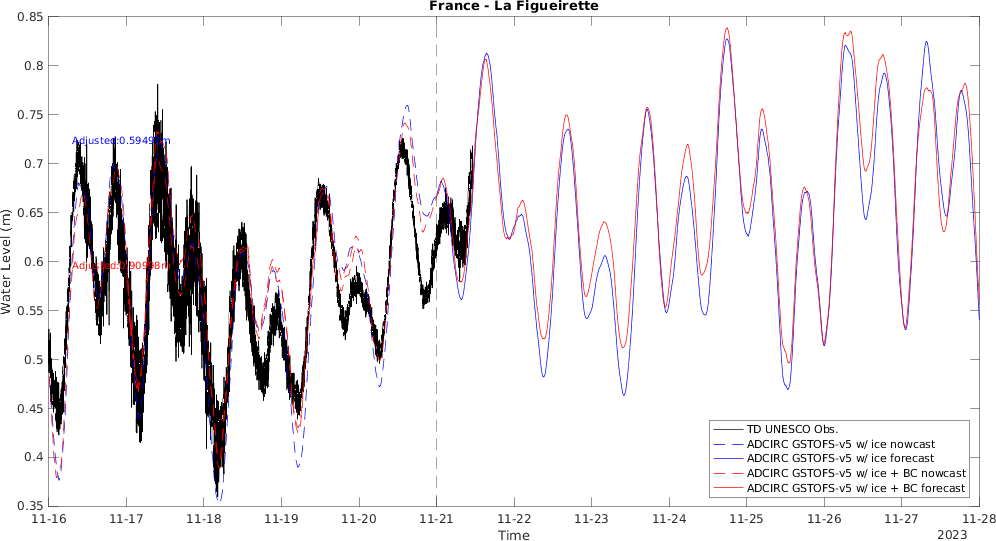 France - La Figueirette
0.85
0.8
0.75
0.7
0.65
0.6
0.55
0.5
0.45
0.4
0.35
Water Level (m)
TD UNESCO Obs.
ADCIRC GSTOFS-v5 w/ ice nowcast
ADCIRC GSTOFS-v5 w/ ice forecast
ADCIRC GSTOFS-v5 w/ ice + BC nowcast
ADCIRC GSTOFS-v5 w/ ice + BC forecast
11-16 11-17 11-18 11-19 11-20 11-21 11-22 11-23 11-24 11-25 11-26 11-27 11-28
Time
2023